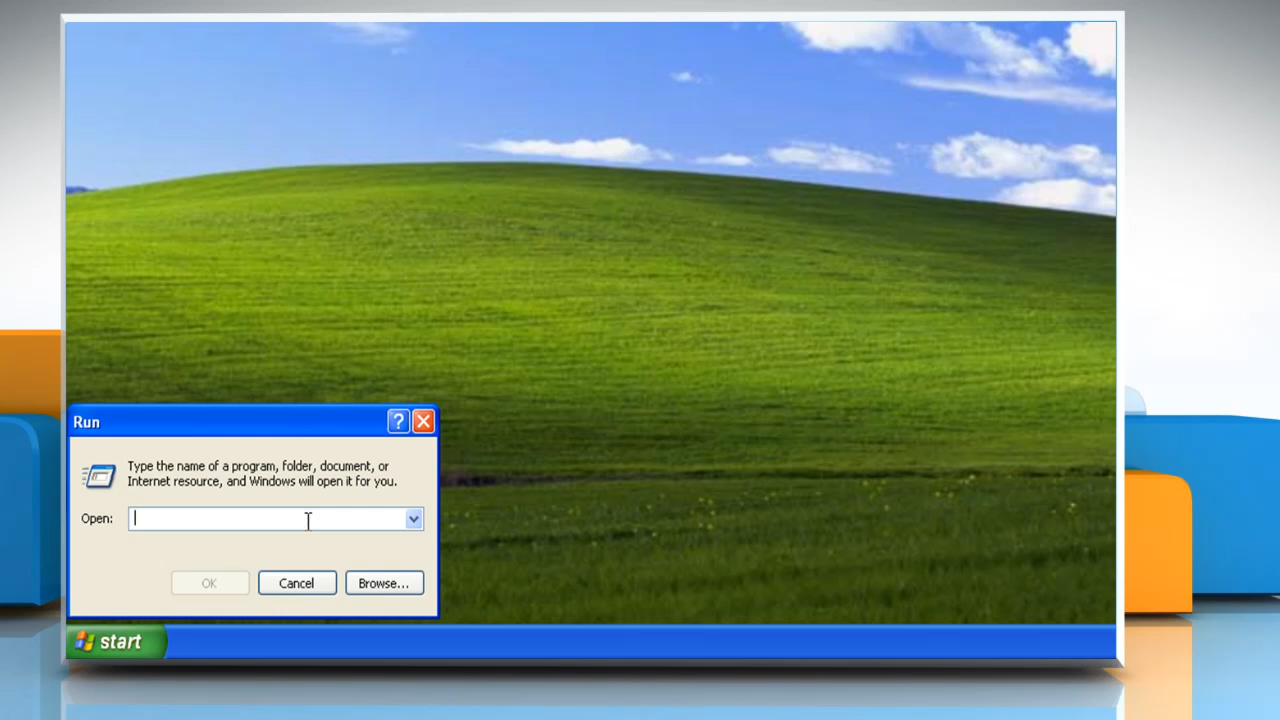 Run
?
Type the name of a program, folder, document, or
Internet resource, and Windows will open it for you.
Open:
OK
Cancel
Browse...
start